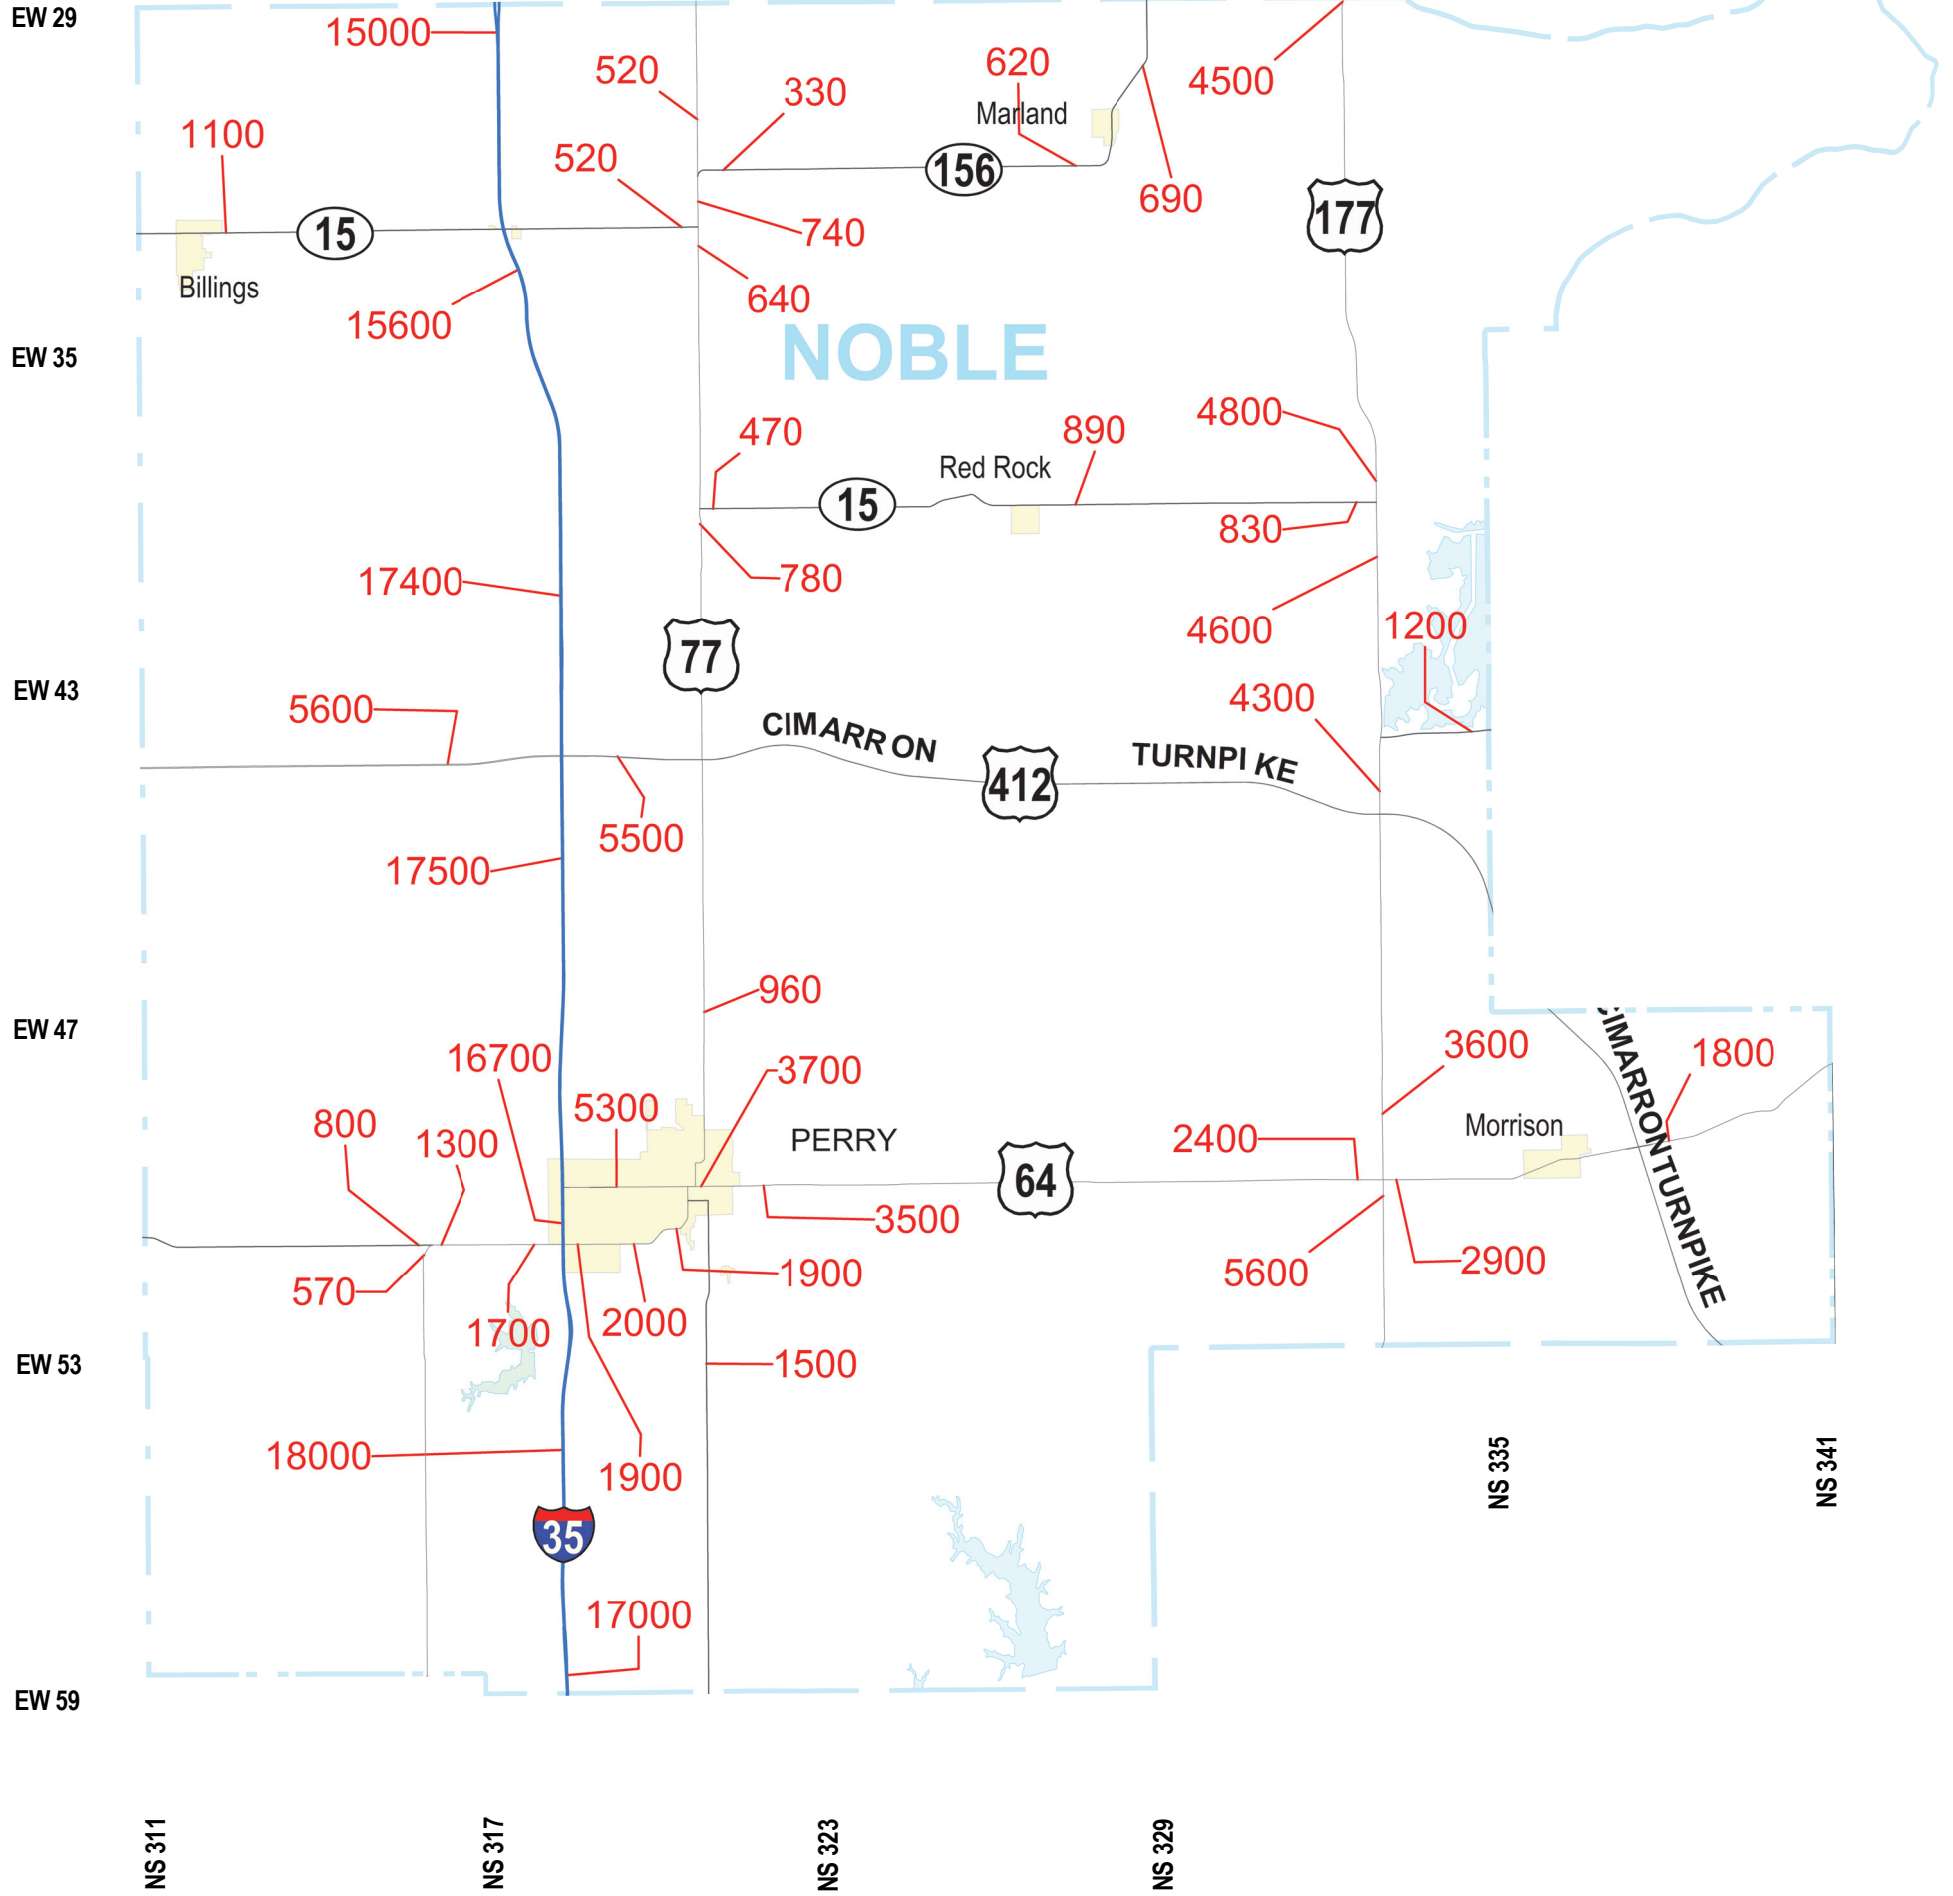 EW 29
15000
520
330
620
Marland
4500
1100
520
156
690
177
15
740
Billings
640
15600
NOBLE
EW 35
470
890
4800
Red Rock
15
830
17400
780
4600
1200
77
EW 43
5600
4300
CIMARRON
TURNPIKE
412
5500
17500
960
EW 47
16700
3700
3600
1800
CIMARRON TURNPIKE
5300
800
1300
PERRY
2400
Morrison
64
3500
5600
2900
570
1900
1700
2000
EW 53
1500
18000
1900
NS 335
NS 341
35
17000
EW 59
NS 311
NS 317
NS 323
NS 329